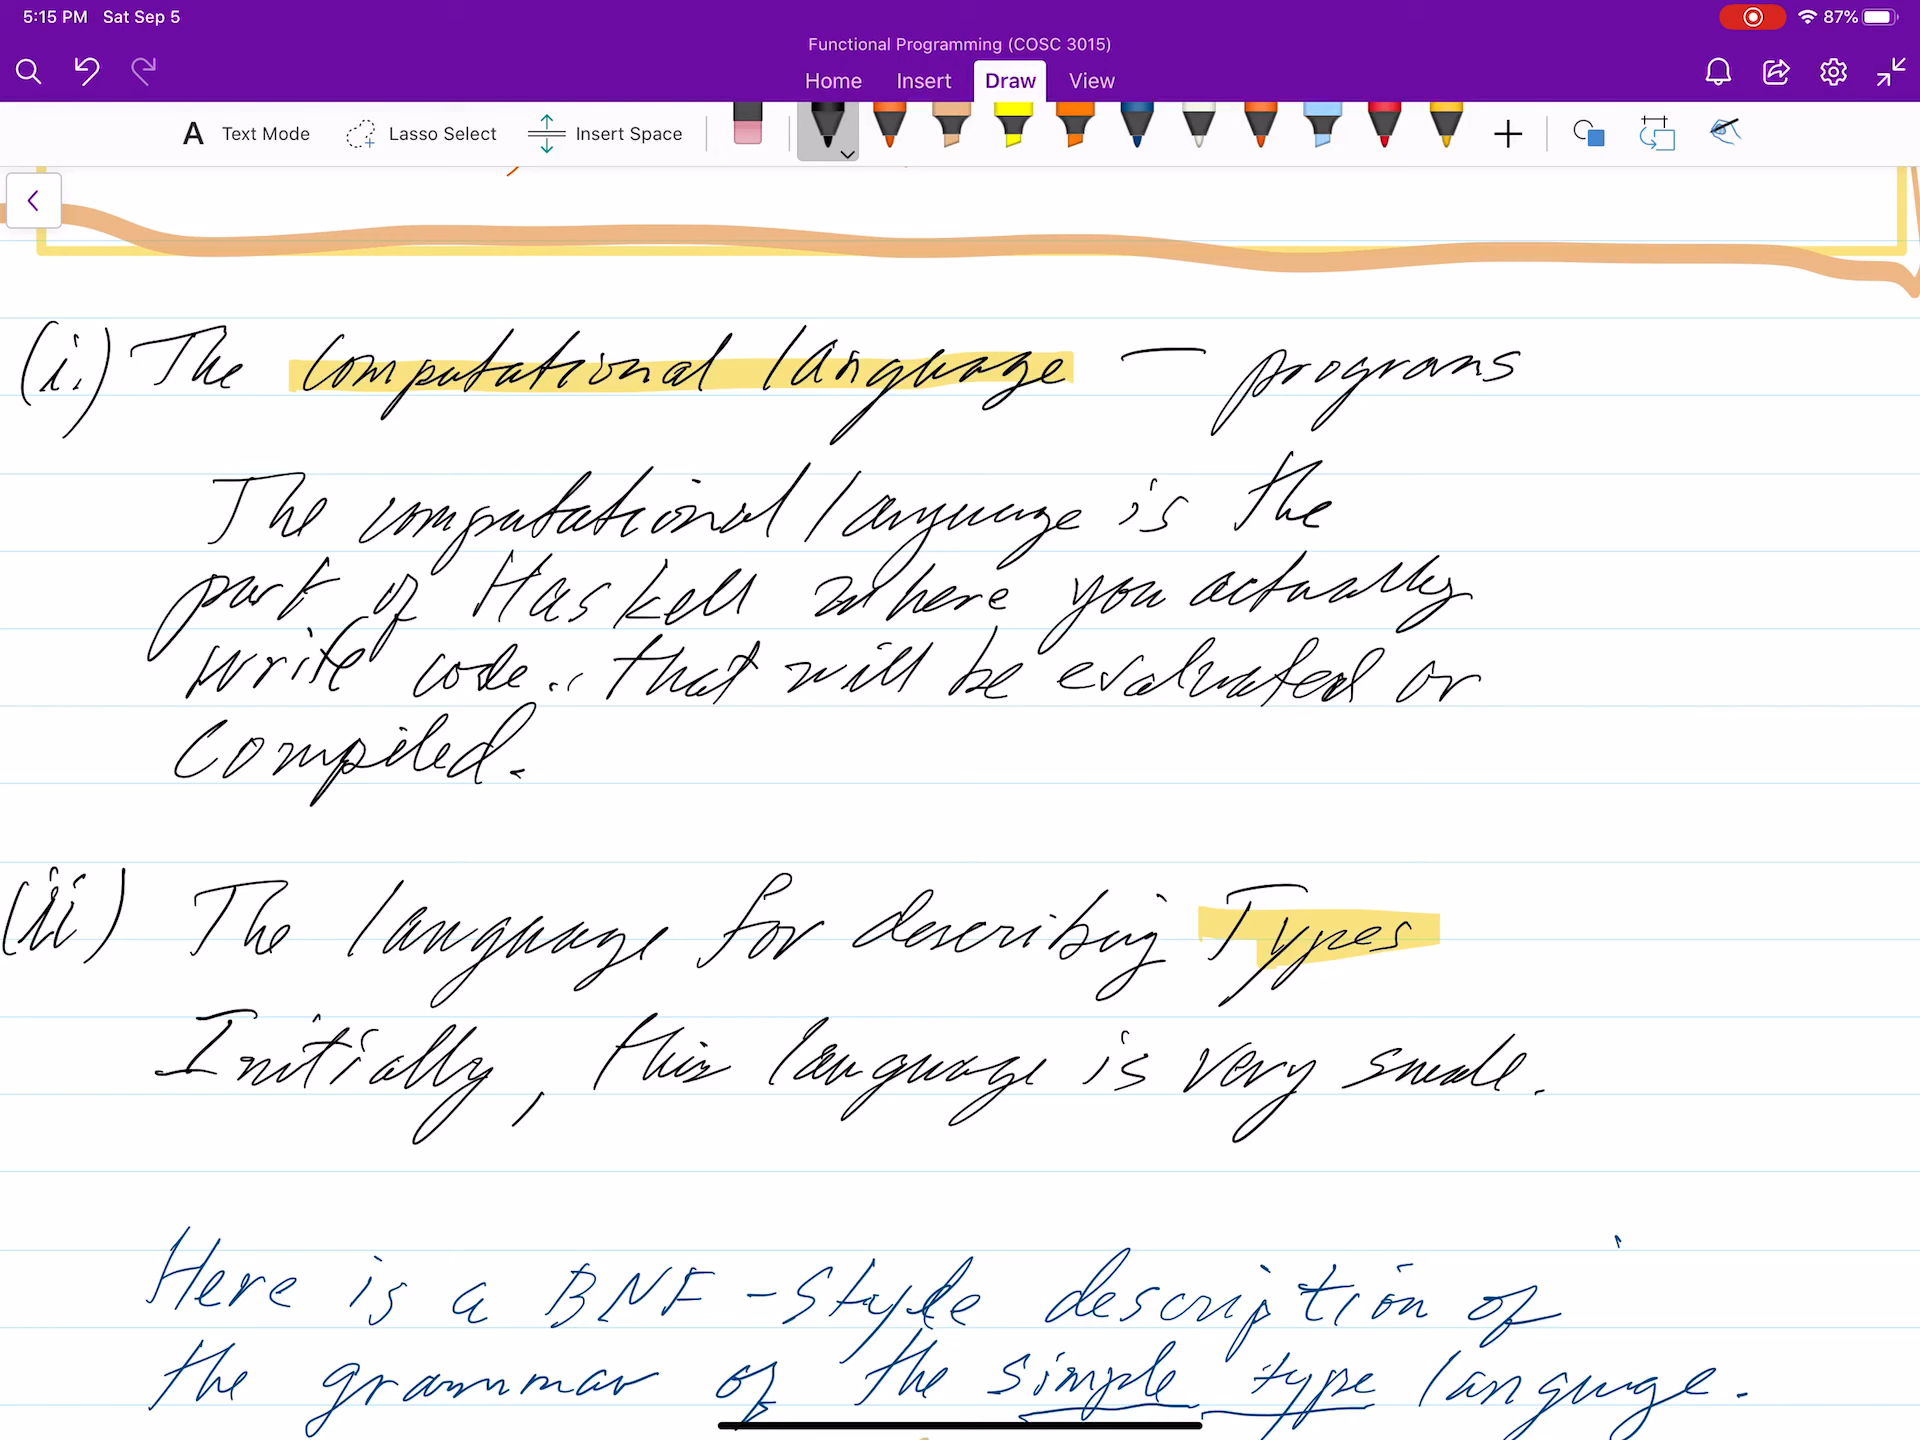 5:15 PM Sat Sep 5
87%
Functional Programming (COSC 3015)
Home Insert Draw View
A Text Mode Lasso Select Insert Space
(i.) The Computational language — programs
The computational language is the
part of Haskell where you actually
write code.. that will be evaluated or
compiled.
(ii) The language for describing Types
Initially, this language is very small.
Here is a BNF-style description of
the grammar of the simple type language.